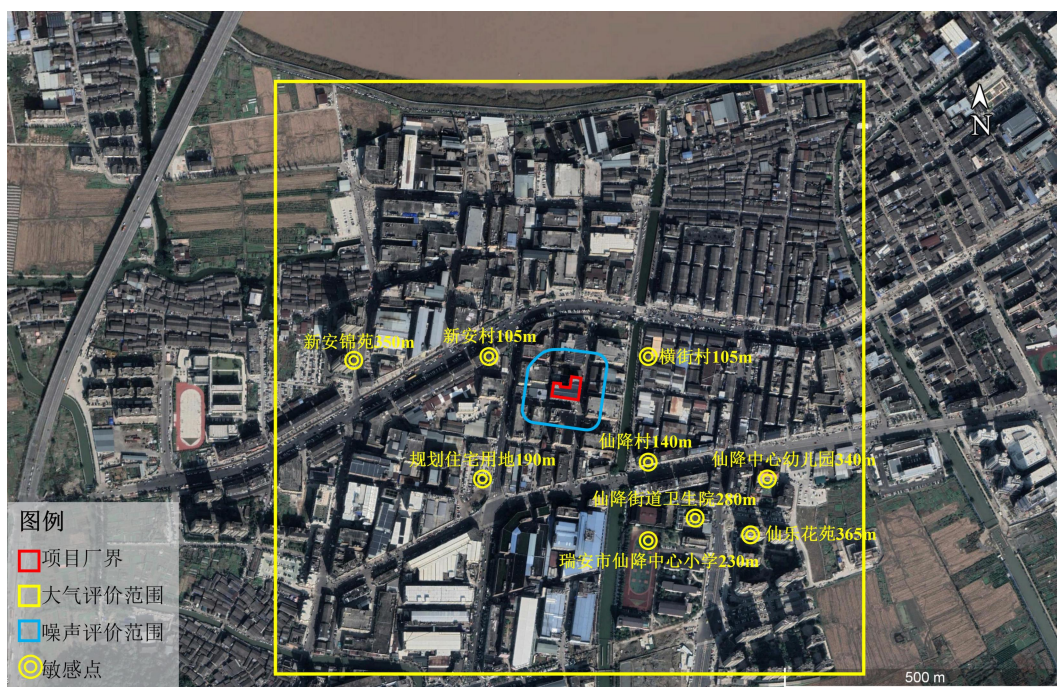 N
新安锦苑350m
新安村105m
横街村105m
仙降村140m
规划住宅用地190m
仙降中心幼儿园340m
仙降街道卫生院280m
仙乐花苑365m
瑞安市仙降中心小学230m
图例
项目厂界
大气评价范围
噪声评价范围
敏感点
500 m